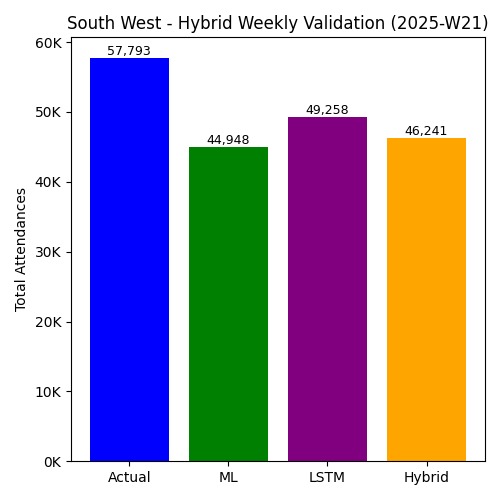 South West - Hybrid Weekly Validation (2025-W21)
60K
50K
40K
30K
20K
10K
0K
Total Attendances
57,793
44,948
49,258
46,241
Actual
ML
LSTM
Hybrid